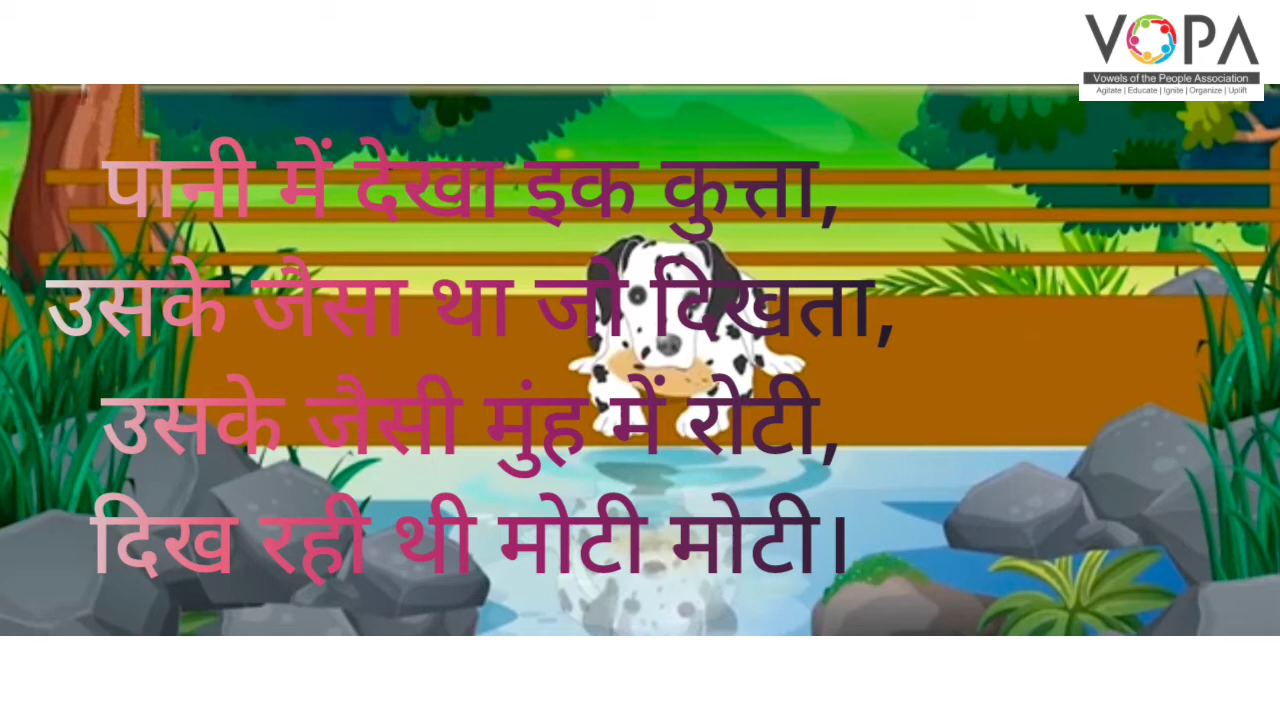 VOPA
Vowels of the People Association
Agitate | Educate | Ignite | Organize | Uplift
पानी में देखा इक कुत्ता,
उसके जैसा था जो दिखता,
उसके जैसी मुंह में रोटी,
दिख रही थी मोटी मोटी।